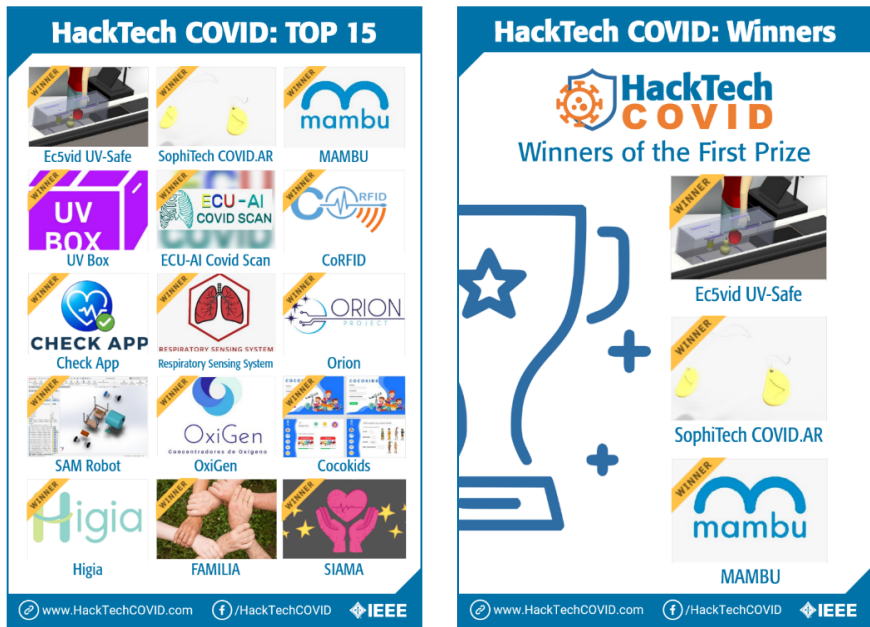 HackTech COVID: TOP 15
WINNER
WINNER
WINNER
mambu
Ec5vid UV-Safe
SophiTech COVID.AR
MAMBU
WINNER
WINNER
WINNER
UV
BOX
ECU-AI
COVID SCAN
COVID
CO RFID
UV Box
ECU-AI Covid Scan
CoRFID
WINNER
WINNER
WINNER
CHECK APP
RESPIRATORY SENSING SYSTEM
ORION
PROJECT
Check App
Respiratory Sensing System
Orion
WINNER
WINNER
WINNER
OxiGen
Concentradores de Oxígeno
COCOKIDS
SAM Robot
OxiGen
Cocokids
WINNER
WINNER
WINNER
Higia
Higia
FAMILIA
SIAMA
www.HackTechCOVID.com
/HackTechCOVID
IEEE
HackTech COVID: Winners
HackTech
COVID
Winners of the First Prize
WINNER
Ec5vid UV-Safe
WINNER
SophiTech COVID.AR
WINNER
mambu
MAMBU
www.HackTechCOVID.com
/HackTechCOVID
IEEE